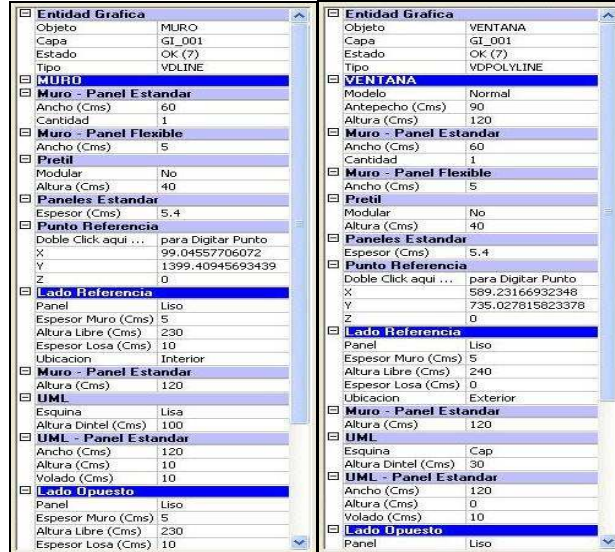 Entidad Grafica
Objeto MURO
Capa GI_001
Estado OK (7)
Tipo VDLINE
MURO
Muro - Panel Estandar
Ancho (Cms) 60
Cantidad 1
Muro - Panel Flexible
Ancho (Cms) 5
Pretil
Modular No
Altura (Cms) 40
Paneles Estandar
Espesor (Cms) 5.4
Punto Referencia
Doble Click aqui ... para Digitar Punto
X 99.04557706072
Y 1399.40945693439
Z 0
Lado Referencia
Panel Liso
Espesor Muro (Cms) 5
Altura Libre (Cms) 230
Espesor Losa (Cms) 10
Ubicacion Interior
Muro - Panel Estandar
Altura (Cms) 120
UML
Esquina Lisa
Altura Dintel (Cms) 100
UML - Panel Estandar
Ancho (Cms) 120
Altura (Cms) 10
Volado (Cms) 10
Lado Opuesto
Panel Liso
Espesor Muro (Cms) 5
Altura Libre (Cms) 230
Espesor Losa (Cms) 10
Entidad Grafica
Objeto VENTANA
Capa GI_001
Estado OK (7)
Tipo VDPOLYLINE
VENTANA
Modelo Normal
Antepecho (Cms) 90
Altura (Cms) 120
Muro - Panel Estandar
Ancho (Cms) 60
Cantidad 1
Muro - Panel Flexible
Ancho (Cms) 5
Pretil
Modular No
Altura (Cms) 40
Paneles Estandar
Espesor (Cms) 5.4
Punto Referencia
Doble Click aqui ... para Digitar Punto
X 589.23166932348
Y 735.027815823378
Z 0
Lado Referencia
Panel Liso
Espesor Muro (Cms) 5
Altura Libre (Cms) 240
Espesor Losa (Cms) 0
Ubicacion Exterior
Muro - Panel Estandar
Altura (Cms) 120
UML
Esquina Cap
Altura Dintel (Cms) 30
UML - Panel Estandar
Ancho (Cms) 120
Altura (Cms) 0
Volado (Cms) 10
Lado Opuesto
Panel Liso